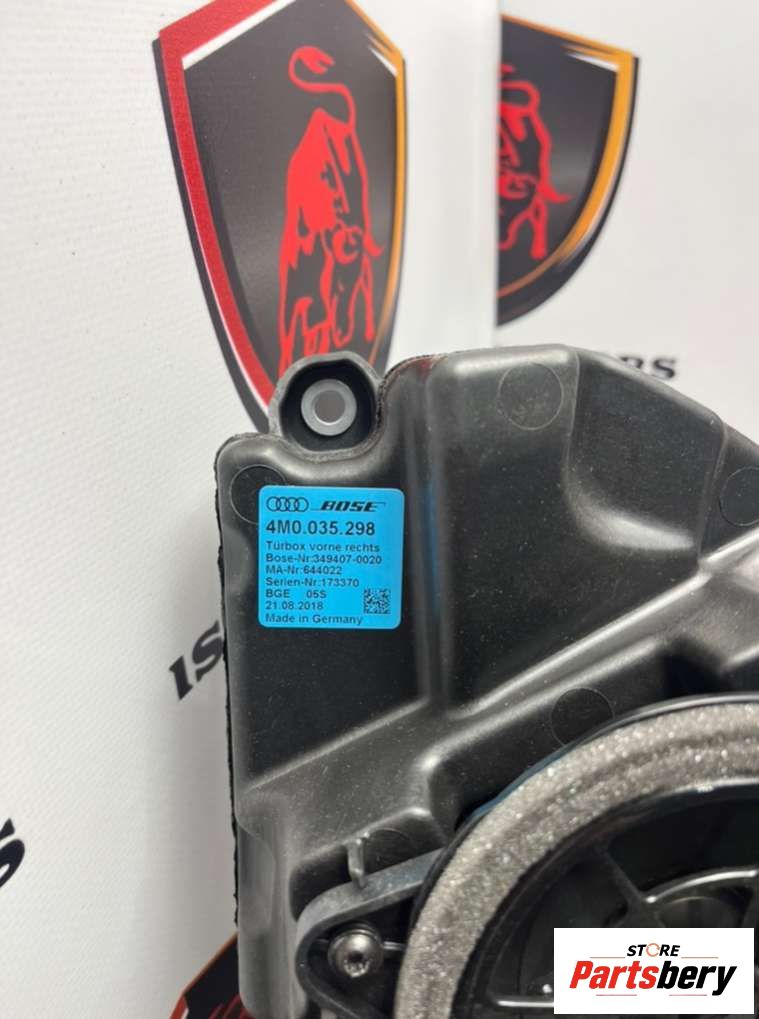 BOSE
4M0.035.298
Türbox vorne rechts
Bose-Nr:349407-0020
MA-Nr:644022
Serien-Nr:173370
BGE 05S
21.08.2018
Made in Germany
IS
STORE
Partsbery